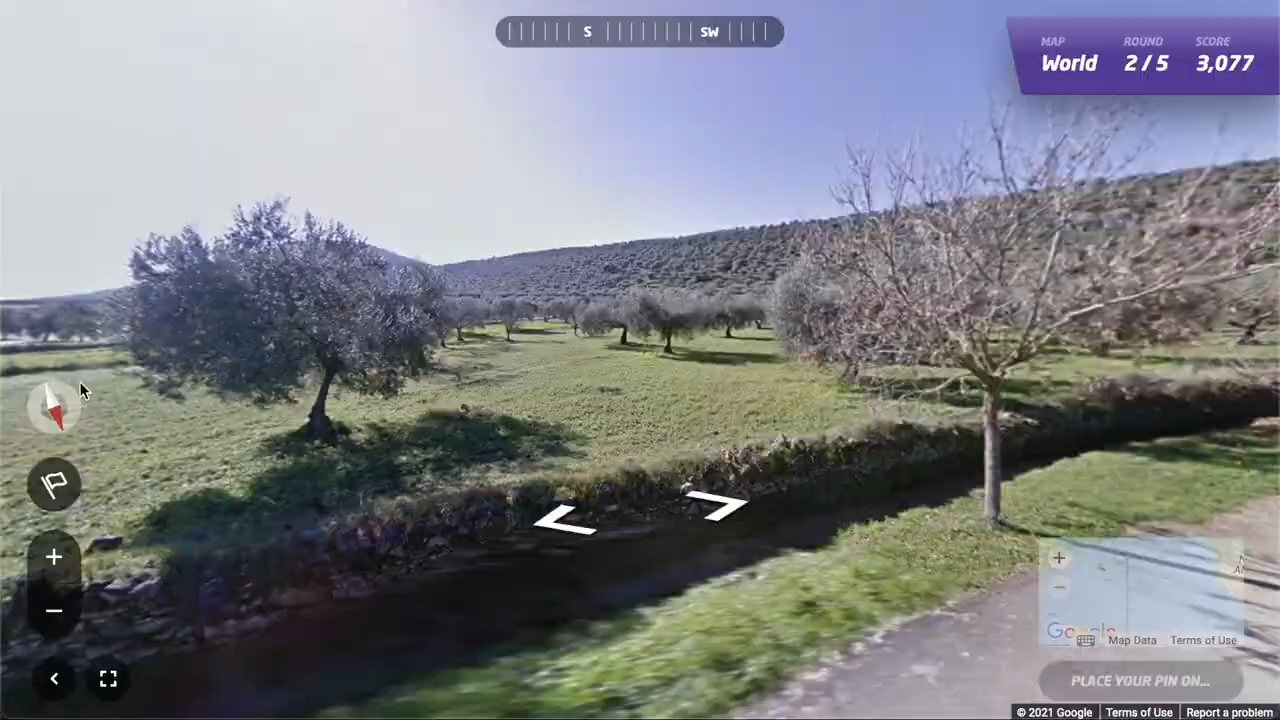 S SW
MAP ROUND SCORE
World 2 / 5 3,077
+
−
+
−
Google
Map Data Terms of Use
PLACE YOUR PIN ON...
© 2021 Google Terms of Use Report a problem